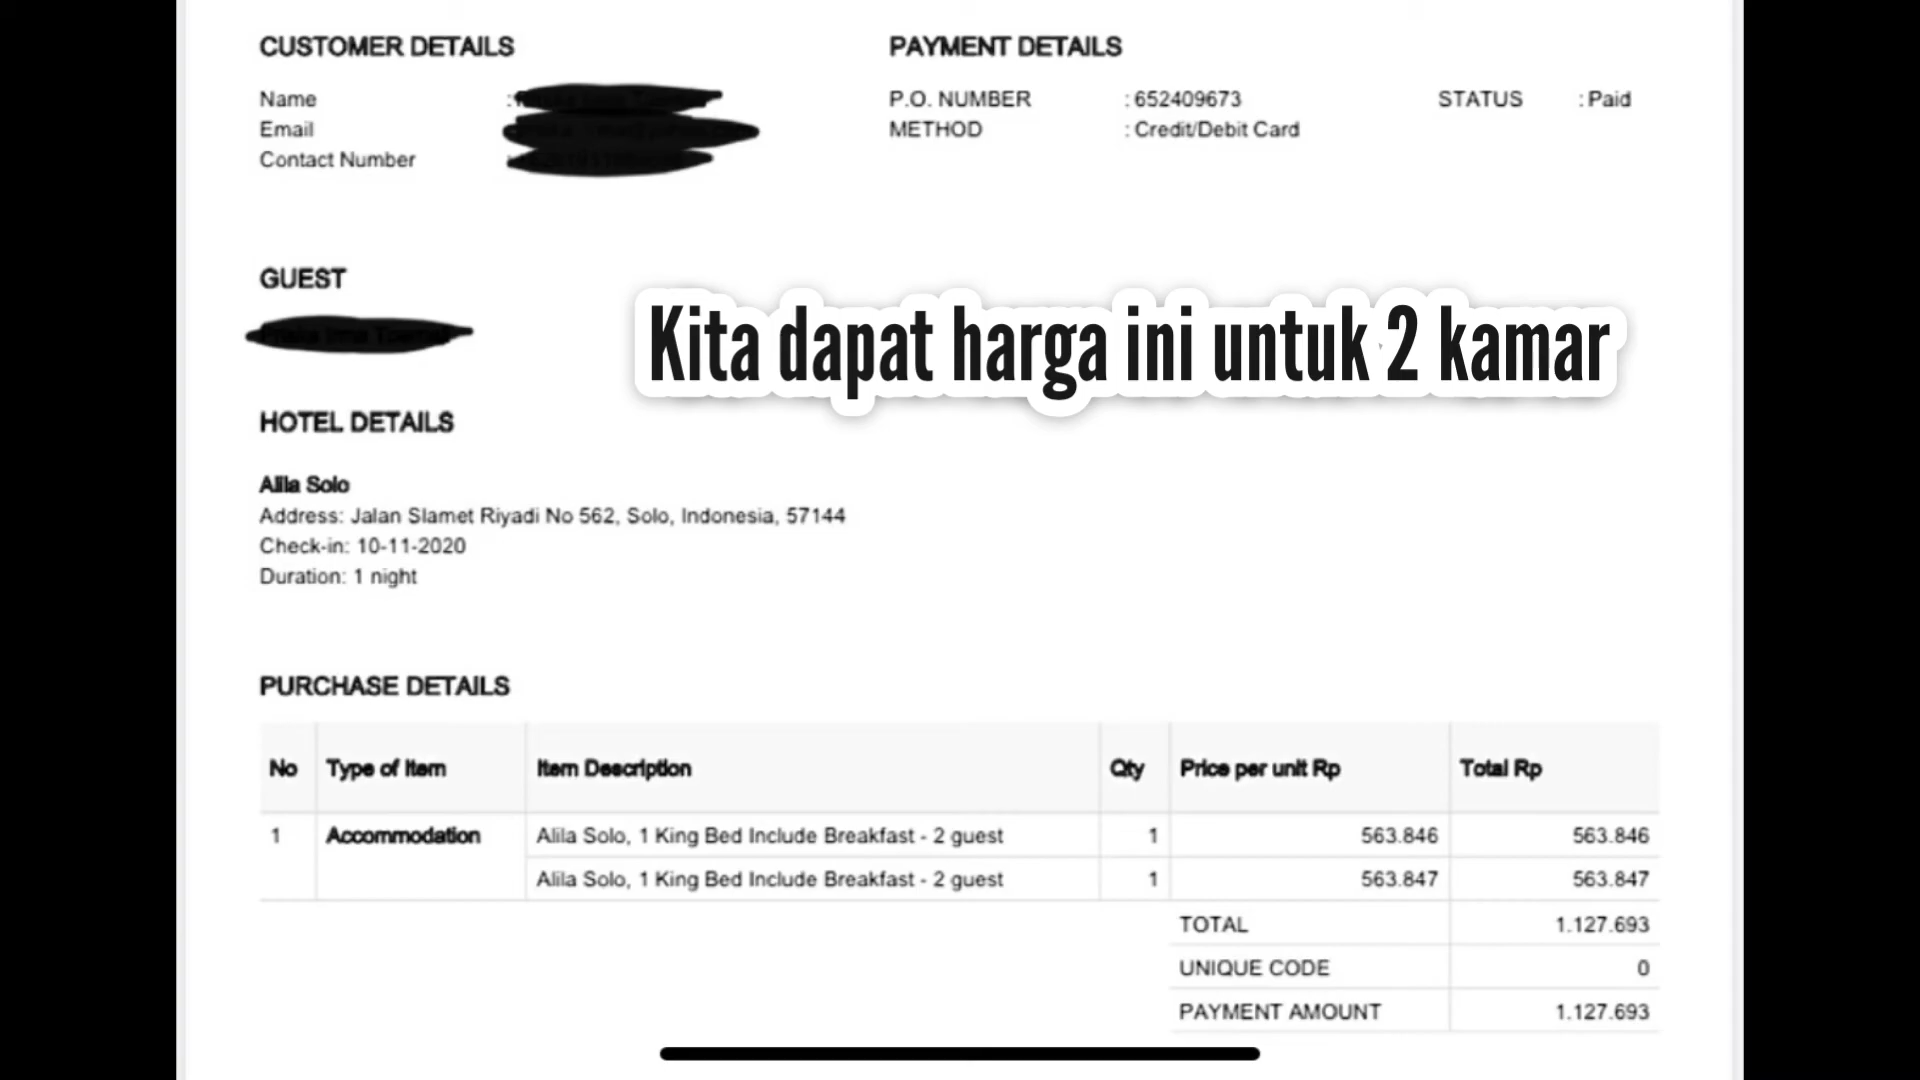 CUSTOMER DETAILS
Name :
Email
Contact Number
PAYMENT DETAILS
P.O. NUMBER : 652409673 STATUS : Paid
METHOD : Credit/Debit Card
GUEST
Kita dapat harga ini untuk 2 kamar
HOTEL DETAILS
Alila Solo
Address: Jalan Slamet Riyadi No 562, Solo, Indonesia, 57144
Check-in: 10-11-2020
Duration: 1 night
PURCHASE DETAILS
No Type of Item Item Description Qty Price per unit Rp Total Rp
1 Accommodation Alila Solo, 1 King Bed Include Breakfast - 2 guest 1 563.846 563.846
Alila Solo, 1 King Bed Include Breakfast - 2 guest 1 563.847 563.847
TOTAL 1.127.693
UNIQUE CODE 0
PAYMENT AMOUNT 1.127.693